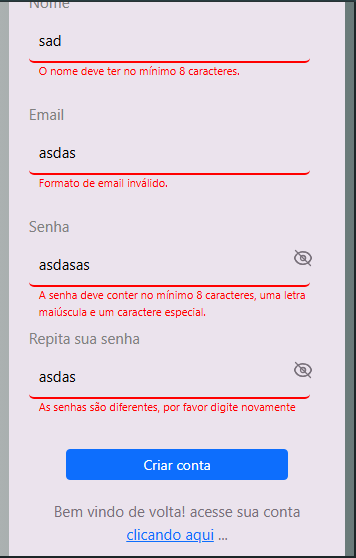 Nome
sad
O nome deve ter no mínimo 8 caracteres.
Email
asdas
Formato de email inválido.
Senha
asdasas
A senha deve conter no mínimo 8 caracteres, uma letra
maiúscula e um caractere especial.
Repita sua senha
asdas
As senhas são diferentes, por favor digite novamente
Criar conta
Bem vindo de volta! acesse sua conta
clicando aqui ...